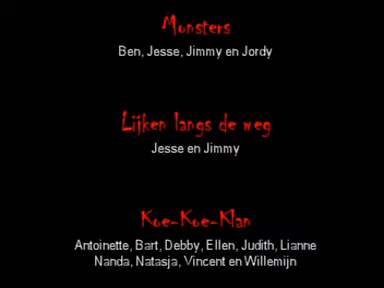 Monsters
Ben, Jesse, Jimmy en Jordy
Lijken langs de weg
Jesse en Jimmy
Koe-Koe-Klan
Antoinette, Bart, Debby, Ellen, Judith, Lianne
Nanda, Natasja, Vincent en Willemijn